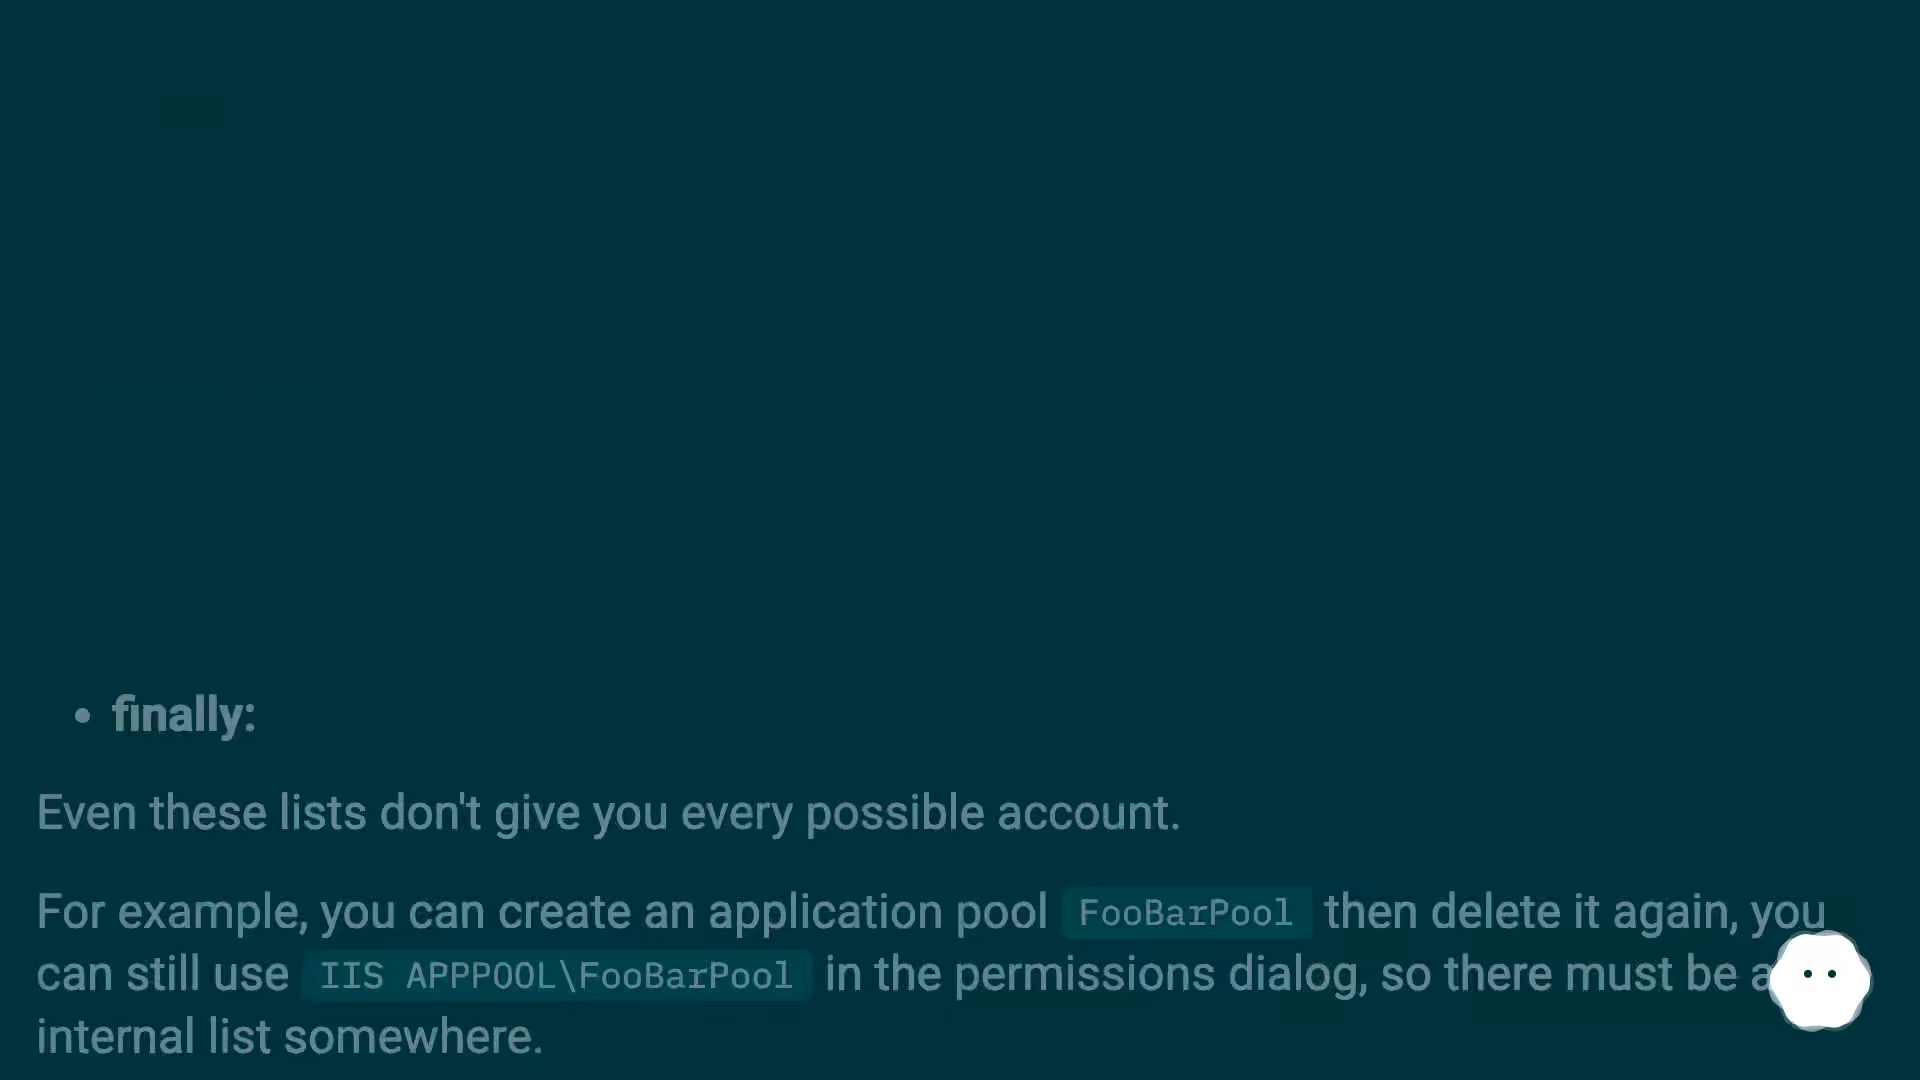 • finally:
Even these lists don't give you every possible account.
For example, you can create an application pool FooBarPool then delete it again, you
can still use IIS APPPOOL\FooBarPool in the permissions dialog, so there must be
internal list somewhere.